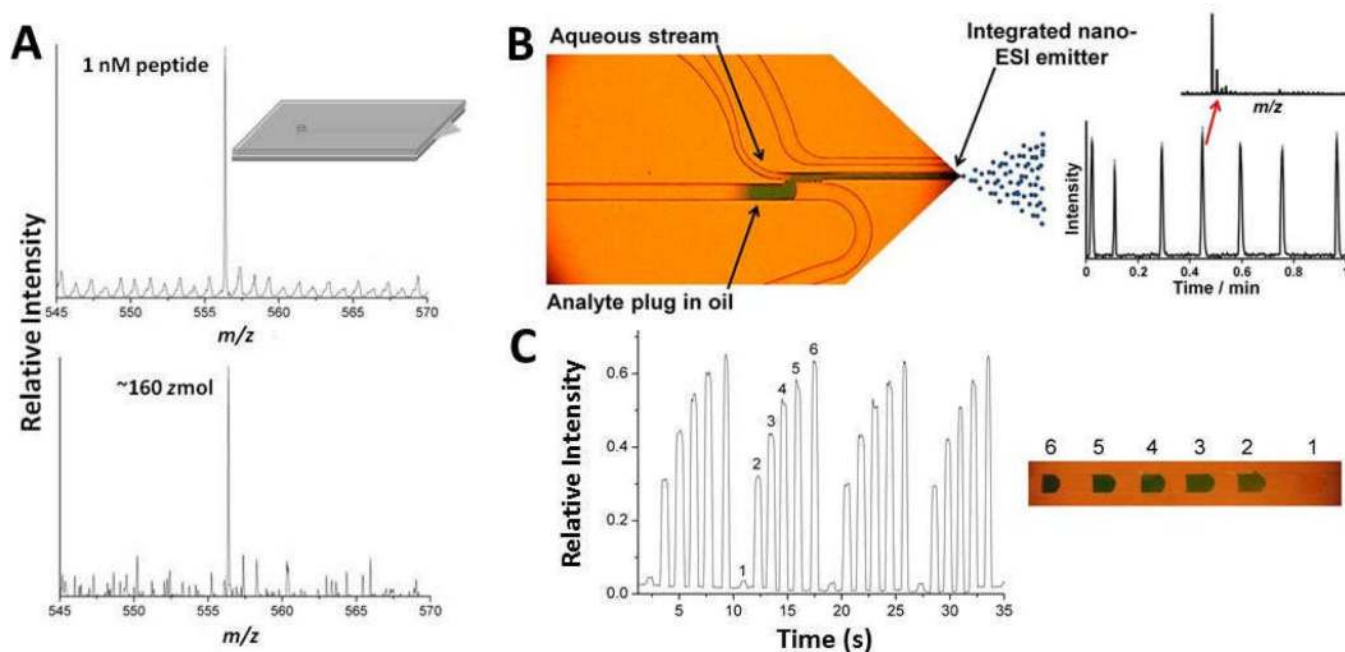 A
1 nM peptide
545 550 555 560 565 570
m/z
~160 zmol
545 550 555 560 565 570
m/z
Relative Intensity
B
Aqueous stream
Integrated nano-
ESI emitter
Analyte plug in oil
m/z
Intensity
0 0.4 0.6 0.8 1
Time / min
C
Relative Intensity
0.6
0.4
0.2
0.0
1 2 3 4 5 6
5 10 15 20 25 30 35
Time (s)
6 5 4 3 2 1